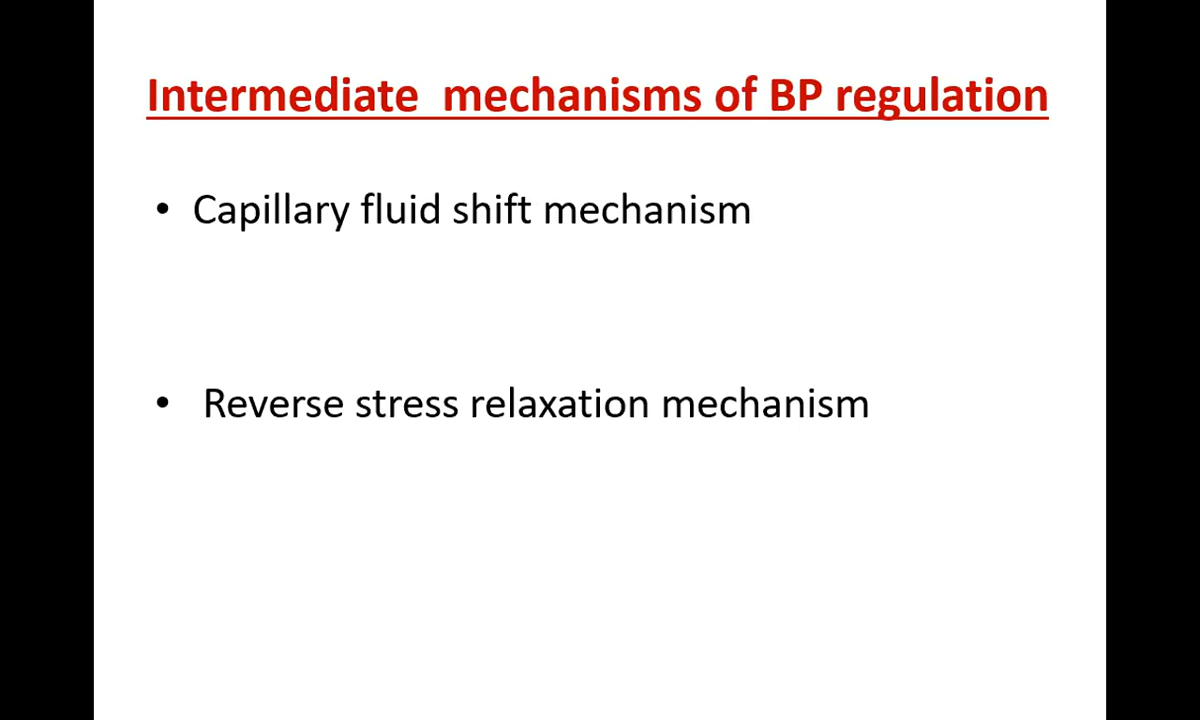 Intermediate  mechanisms of BP regulation
• Capillary fluid shift mechanism
•  Reverse stress relaxation mechanism